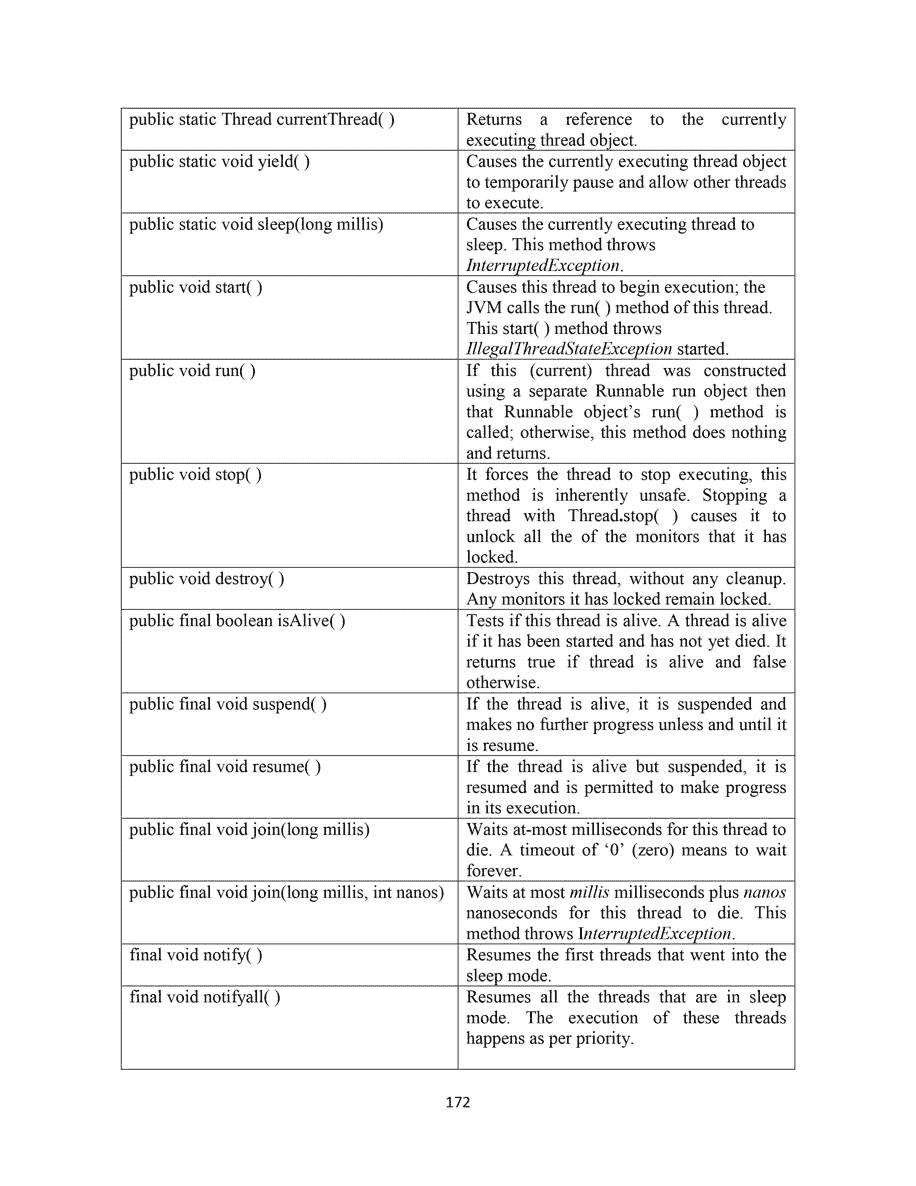 public static Thread currentThread( )
Returns a reference to the currently
executing thread object.
public static void yield( )
Causes the currently executing thread object
to temporarily pause and allow other threads
to execute.
public static void sleep(long millis)
Causes the currently executing thread to
sleep. This method throws
InterruptedException.
public void start( )
Causes this thread to begin execution; the
JVM calls the run( ) method of this thread.
This start( ) method throws
IllegalThreadStateException started.
public void run( )
If this (current) thread was constructed
using a separate Runnable run object then
that Runnable object’s run( ) method is
called; otherwise, this method does nothing
and returns.
public void stop( )
It forces the thread to stop executing, this
method is inherently unsafe. Stopping a
thread with Thread.stop( ) causes it to
unlock all the of the monitors that it has
locked.
public void destroy( )
Destroys this thread, without any cleanup.
Any monitors it has locked remain locked.
public final boolean isAlive( )
Tests if this thread is alive. A thread is alive
if it has been started and has not yet died. It
returns true if thread is alive and false
otherwise.
public final void suspend( )
If the thread is alive, it is suspended and
makes no further progress unless and until it
is resume.
public final void resume( )
If the thread is alive but suspended, it is
resumed and is permitted to make progress
in its execution.
public final void join(long millis)
Waits at-most milliseconds for this thread to
die. A timeout of ‘0’ (zero) means to wait
forever.
public final void join(long millis, int nanos)
Waits at most millis milliseconds plus nanos
nanoseconds for this thread to die. This
method throws InterruptedException.
final void notify( )
Resumes the first threads that went into the
sleep mode.
final void notifyall( )
Resumes all the threads that are in sleep
mode. The execution of these threads
happens as per priority.
172